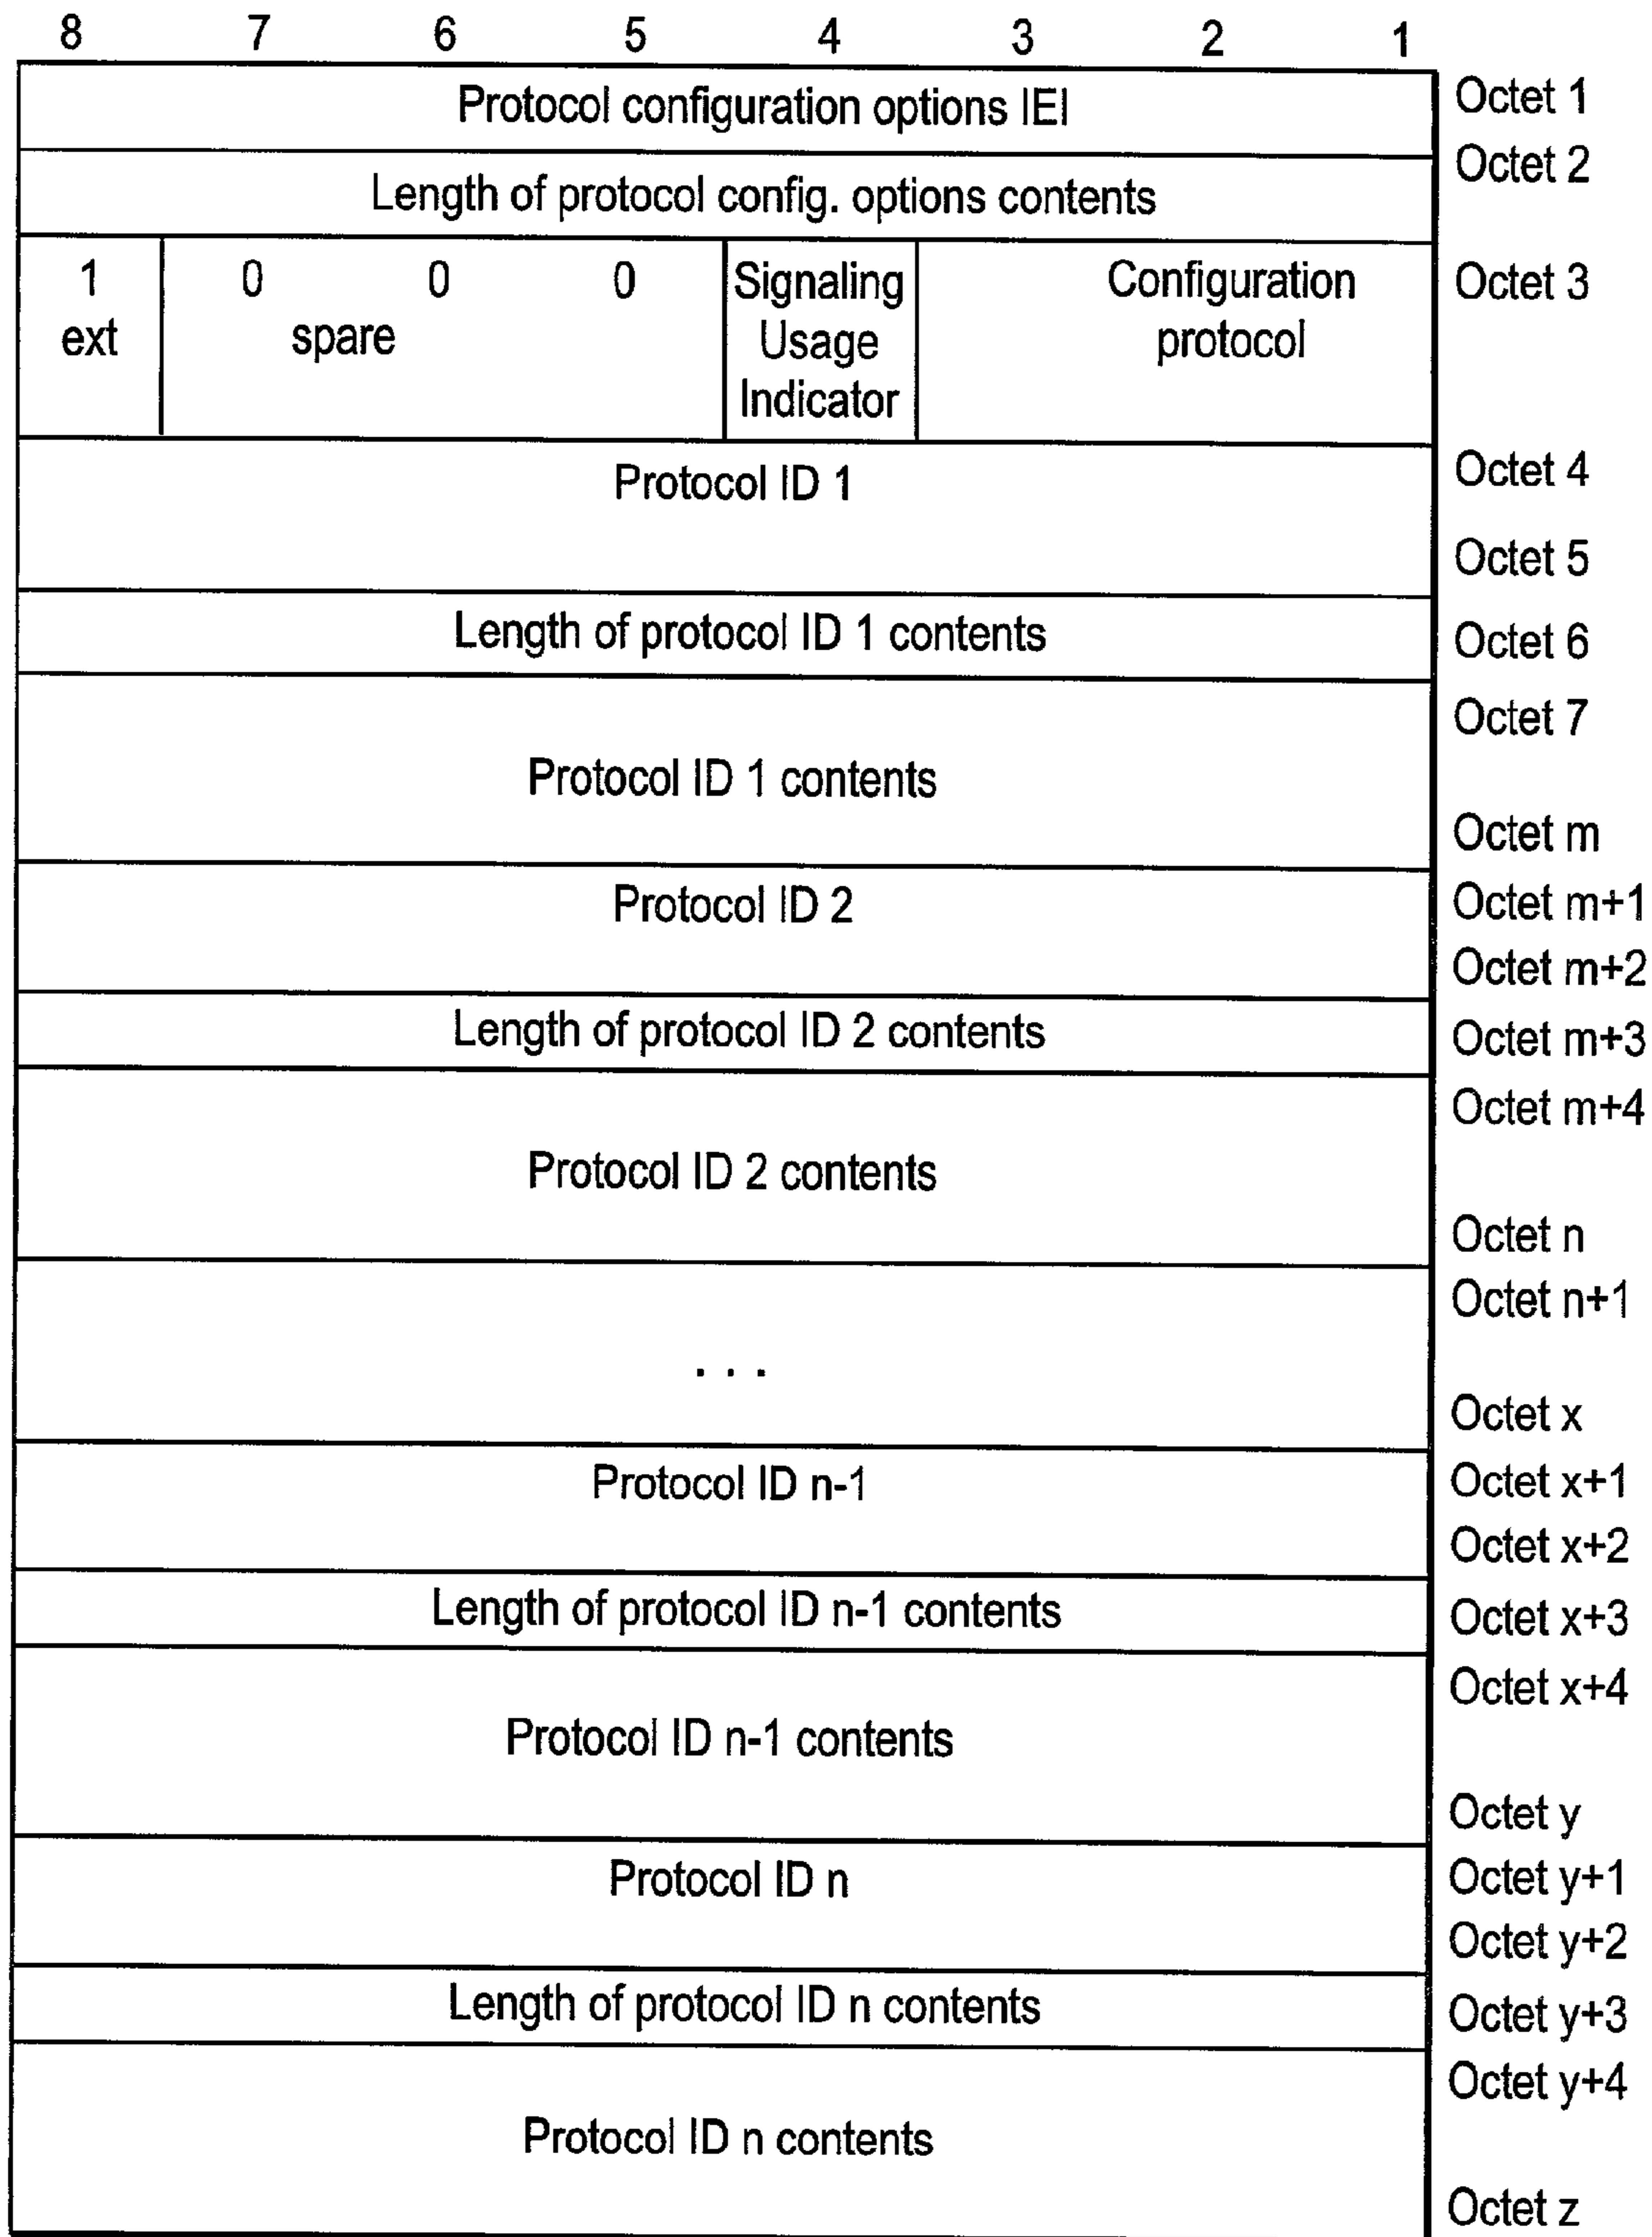 8 7 6 5 4 3 2 1
Protocol configuration options IEI Octet 1
Octet 2
Length of protocol config. options contents
1 0 0 0 Signaling Configuration Octet 3
ext spare Usage protocol
Indicator
Protocol ID 1 Octet 4
Octet 5
Length of protocol ID 1 contents Octet 6
Octet 7
Protocol ID 1 contents
Octet m
Protocol ID 2 Octet m+1
Octet m+2
Length of protocol ID 2 contents Octet m+3
Octet m+4
Protocol ID 2 contents
Octet n
Octet n+1
. . .
Octet x
Protocol ID n-1 Octet x+1
Octet x+2
Length of protocol ID n-1 contents Octet x+3
Octet x+4
Protocol ID n-1 contents
Octet y
Protocol ID n Octet y+1
Octet y+2
Length of protocol ID n contents Octet y+3
Octet y+4
Protocol ID n contents
Octet z